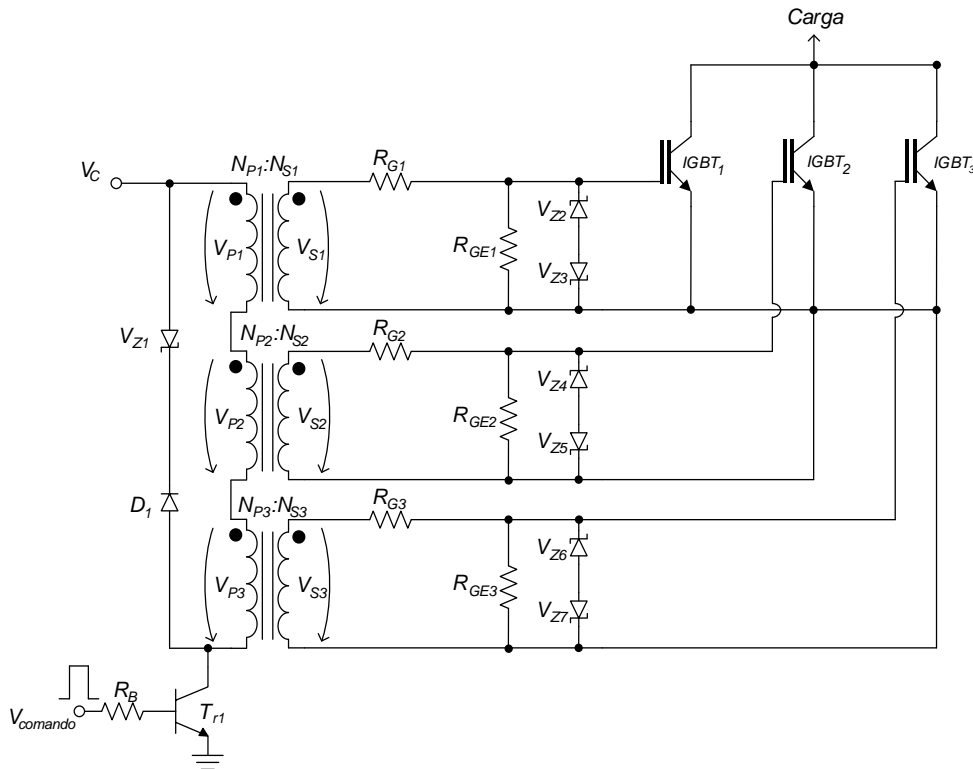 Carga
V_C
N_P1:N_S1
R_G1
IGBT_1
IGBT_2
IGBT_3
V_P1
V_S1
V_Z2
R_GE1
V_Z3
V_Z1
N_P2:N_S2
R_G2
V_P2
V_S2
V_Z4
R_GE2
V_Z5
D_1
N_P3:N_S3
R_G3
V_P3
V_S3
V_Z6
R_GE3
V_Z7
R_B
V_comando
T_r1